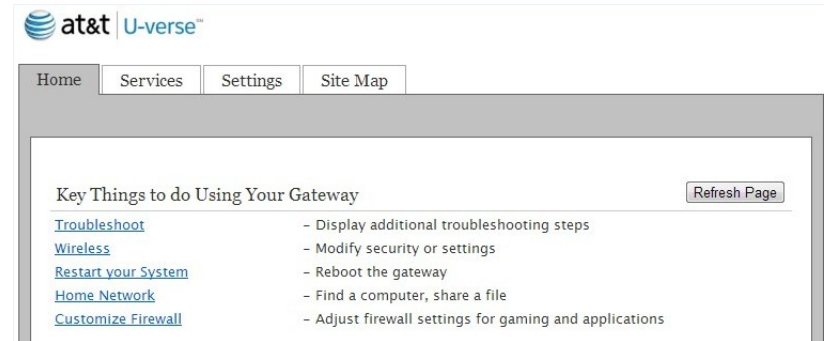 at&t U-verse℠
Home Services Settings Site Map
Key Things to do Using Your Gateway Refresh Page
Troubleshoot – Display additional troubleshooting steps
Wireless – Modify security or settings
Restart your System – Reboot the gateway
Home Network – Find a computer, share a file
Customize Firewall – Adjust firewall settings for gaming and applications